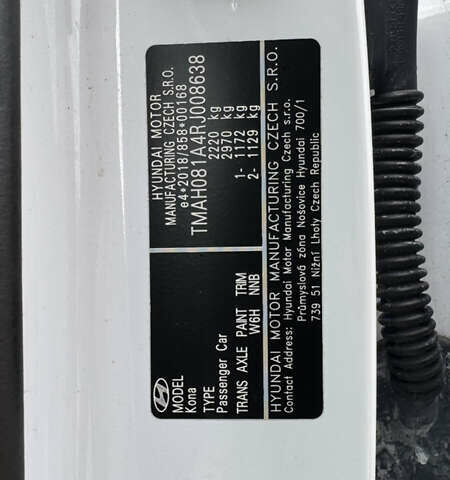 HYUNDAI MOTOR
MANUFACTURING CZECH S.R.O.
e4*2018/858*00168
TMAH081A4RJ008638
2220 kg
2970 kg
1- 1172 kg
2- 1129 kg
MODEL
Kona
TYPE
Passenger Car
TRANS AXLE PAINT TRIM
W6H NNB
HYUNDAI MOTOR MANUFACTURING CZECH S.R.O.
Contact Address: Hyundai Motor Manufacturing Czech s.r.o.
Průmyslová zóna Nošovice Hyundai 700/1
739 51 Nižní Lhoty Czech Republic